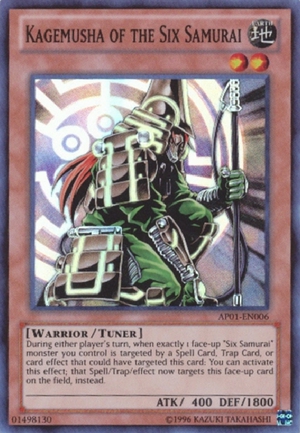 KAGEMUSHA OF THE SIX SAMURAI
EARTH
地
AP01-EN006
[WARRIOR / TUNER]
During either player's turn, when exactly 1 face-up "Six Samurai"
monster you control is targeted by a Spell Card, Trap Card, or
card effect that could have targeted this card: You can activate
this effect; that Spell/Trap/effect now targets this face-up card
on the field, instead.
ATK/ 400 DEF/1800
01498130
©1996 KAZUKI TAKAHASHI